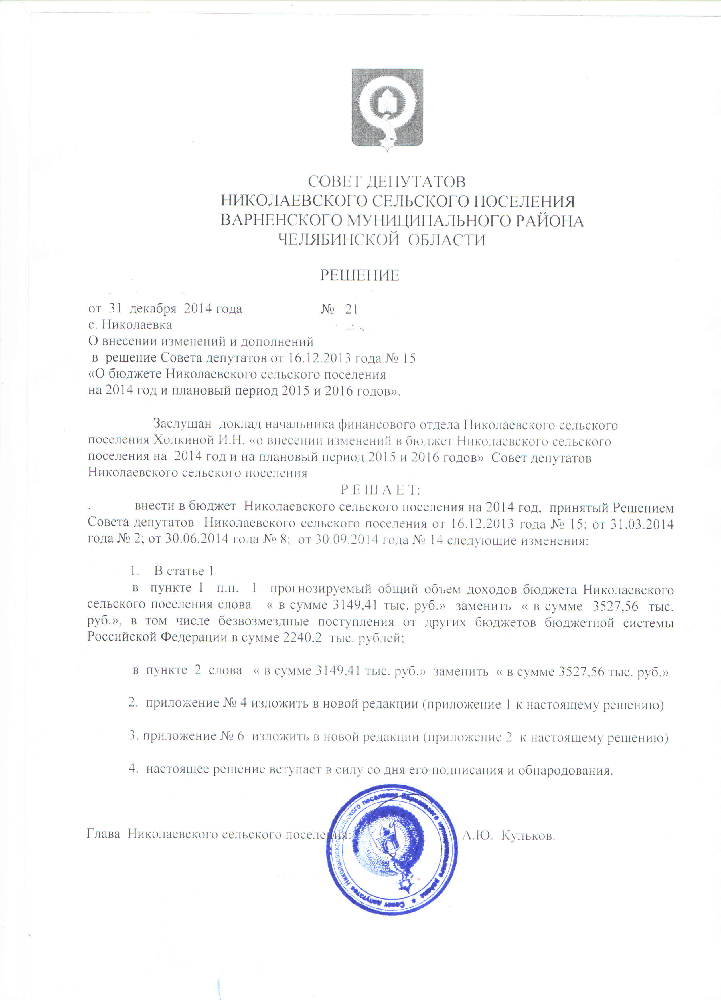 СОВЕТ ДЕПУТАТОВ
НИКОЛАЕВСКОГО СЕЛЬСКОГО ПОСЕЛЕНИЯ
ВАРНЕНСКОГО МУНИЦИПАЛЬНОГО РАЙОНА
ЧЕЛЯБИНСКОЙ ОБЛАСТИ
РЕШЕНИЕ
от 31 декабря 2014 года № 21
с. Николаевка
О внесении изменений и дополнений
в решение Совета депутатов от 16.12.2013 года № 15
«О бюджете Николаевского сельского поселения
на 2014 год и плановый период 2015 и 2016 годов».
Заслушан доклад начальника финансового отдела Николаевского сельского
поселения Холкиной И.Н. «о внесении изменений в бюджет Николаевского сельского
поселения на 2014 год и на плановый период 2015 и 2016 годов» Совет депутатов
Николаевского сельского поселения
Р Е Ш А Е Т:
. внести в бюджет Николаевского сельского поселения на 2014 год, принятый Решением
Совета депутатов Николаевского сельского поселения от 16.12.2013 года № 15; от 31.03.2014
года № 2; от 30.06.2014 года № 8; от 30.09.2014 года № 14 следующие изменения:
1. В статье 1
в пункте 1 п.п. 1 прогнозируемый общий объем доходов бюджета Николаевского
сельского поселения слова « в сумме 3149,41 тыс. руб.» заменить « в сумме 3527,56 тыс.
руб.», в том числе безвозмездные поступления от других бюджетов бюджетной системы
Российской Федерации в сумме 2240,2 тыс. рублей;
в пункте 2 слова « в сумме 3149,41 тыс. руб.» заменить « в сумме 3527,56 тыс. руб.»
2. приложение № 4 изложить в новой редакции (приложение 1 к настоящему решению)
3. приложение № 6 изложить в новой редакции (приложение 2 к настоящему решению)
4. настоящее решение вступает в силу со дня его подписания и обнародования.
Глава Николаевского сельского поселения: А.Ю. Кульков.
Совет депутатов Николаевского сельского поселения Варненского муниципального района *